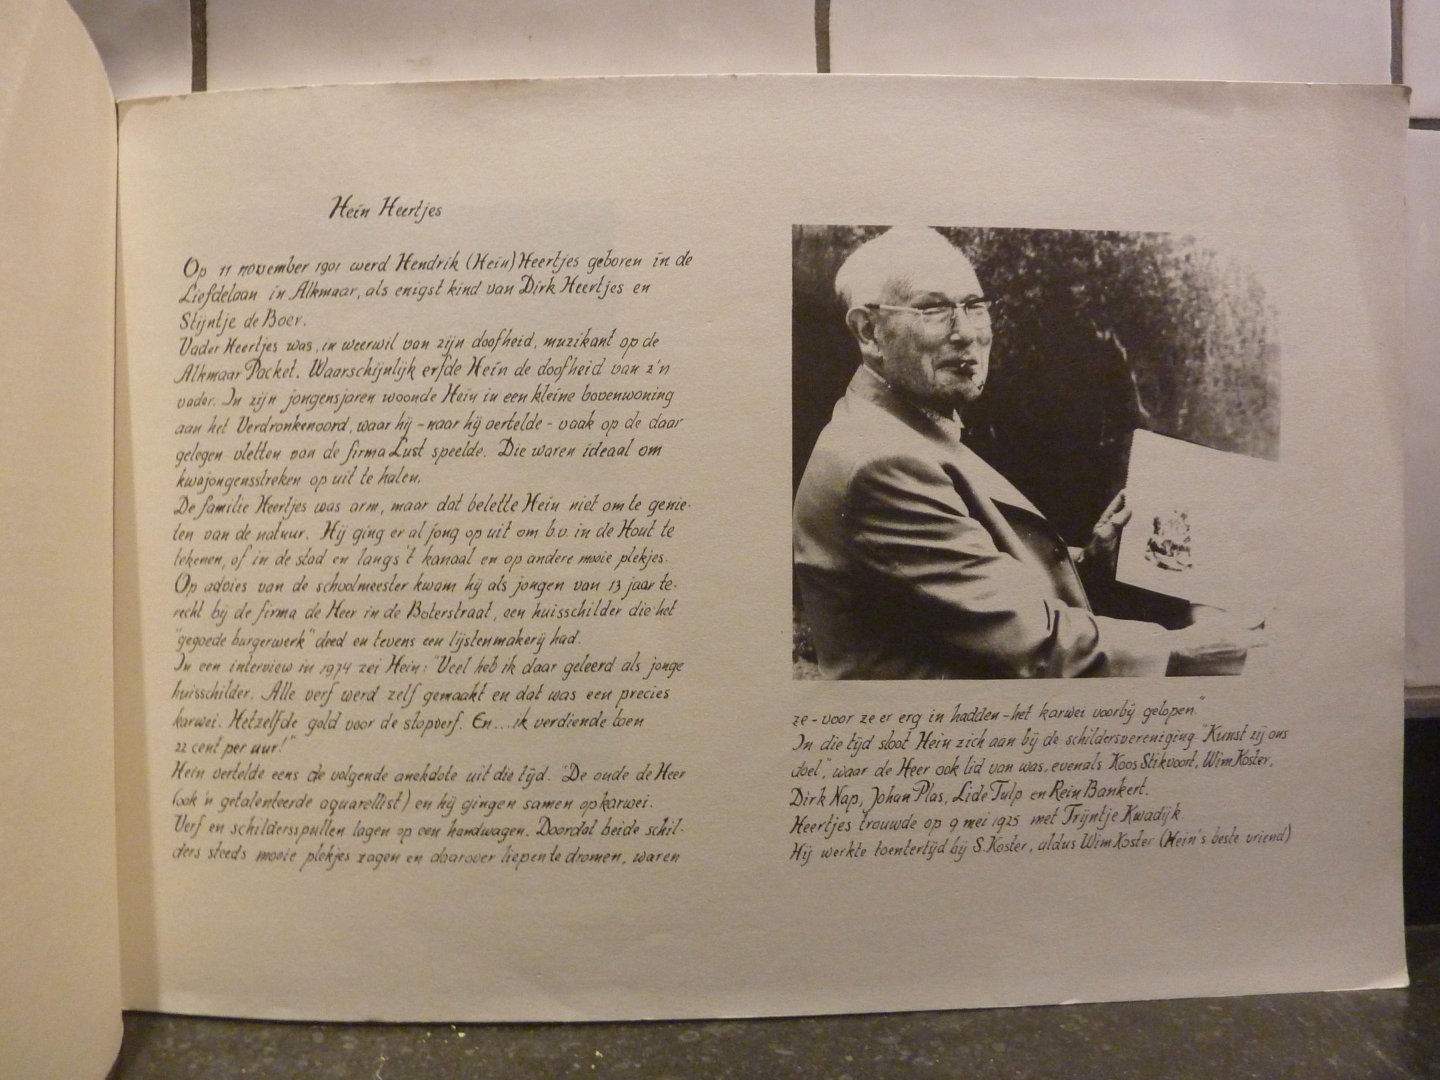 Hein Heertjes
Op 11 november 1901 werd Hendrik (Hein) Heertjes geboren in de
Liefdelaan in Alkmaar, als enigst kind van Dirk Heertjes en
Stijntje de Boer.
Vader Heertjes was, in weerwil van zijn doofheid, muzikant op de
Alkmaar Packet. Waarschijnlijk erfde Hein de doofheid van z'n
vader. In zijn jongensjaren woonde Hein in een kleine bovenwoning
aan het Verdronkenoord, waar hij - naar hij vertelde - vaak op de daar
gelegen vletten van de firma Lust speelde. Die waren ideaal om
kwajongensstreken op uit te halen.
De familie Heertjes was arm, maar dat belette Hein niet om te genie-
ten van de natuur. Hij ging er al jong op uit om b.v. in de Hout te
tekenen, of in de stad en langs 't kanaal en op andere mooie plekjes.
Op advies van de schoolmeester kwam hij als jongen van 13 jaar te-
recht bij de firma de Heer in de Boterstraat, een huisschilder die het
"gegoede burgerwerk" deed en tevens een lijstenmakerij had.
In een interview in 1974 zei Hein: "Veel heb ik daar geleerd als jonge
huisschilder. Alle verf werd zelf gemaakt en dat was een precies
karwei. Hetzelfde gold voor de stopverf. En... ik verdiende toen
22 cent per uur!"
Hein vertelde eens de volgende anekdote uit die tijd. "De oude de Heer
(ook 'n getalenteerde aquarellist) en hij gingen samen op karwei.
Verf en schildersspullen lagen op een handwagen. Doordat beide schil-
ders steeds mooie plekjes zagen en daarover liepen te dromen, waren
ze - voor ze er erg in hadden - het karwei voorbij gelopen."
In die tijd sloot Hein zich aan bij de schildersvereniging "Kunst zij ons
doel", waar de Heer ook lid van was, evenals Koos Stikvoort, Wim Koster,
Dirk Nap, Johan Plas, Lide Tulp en Rein Bankert.
Heertjes trouwde op 9 mei 1925 met Trijntje Kwadijk.
Hij werkte toentertijd bij S. Koster, aldus Wim Koster (Hein's beste vriend)